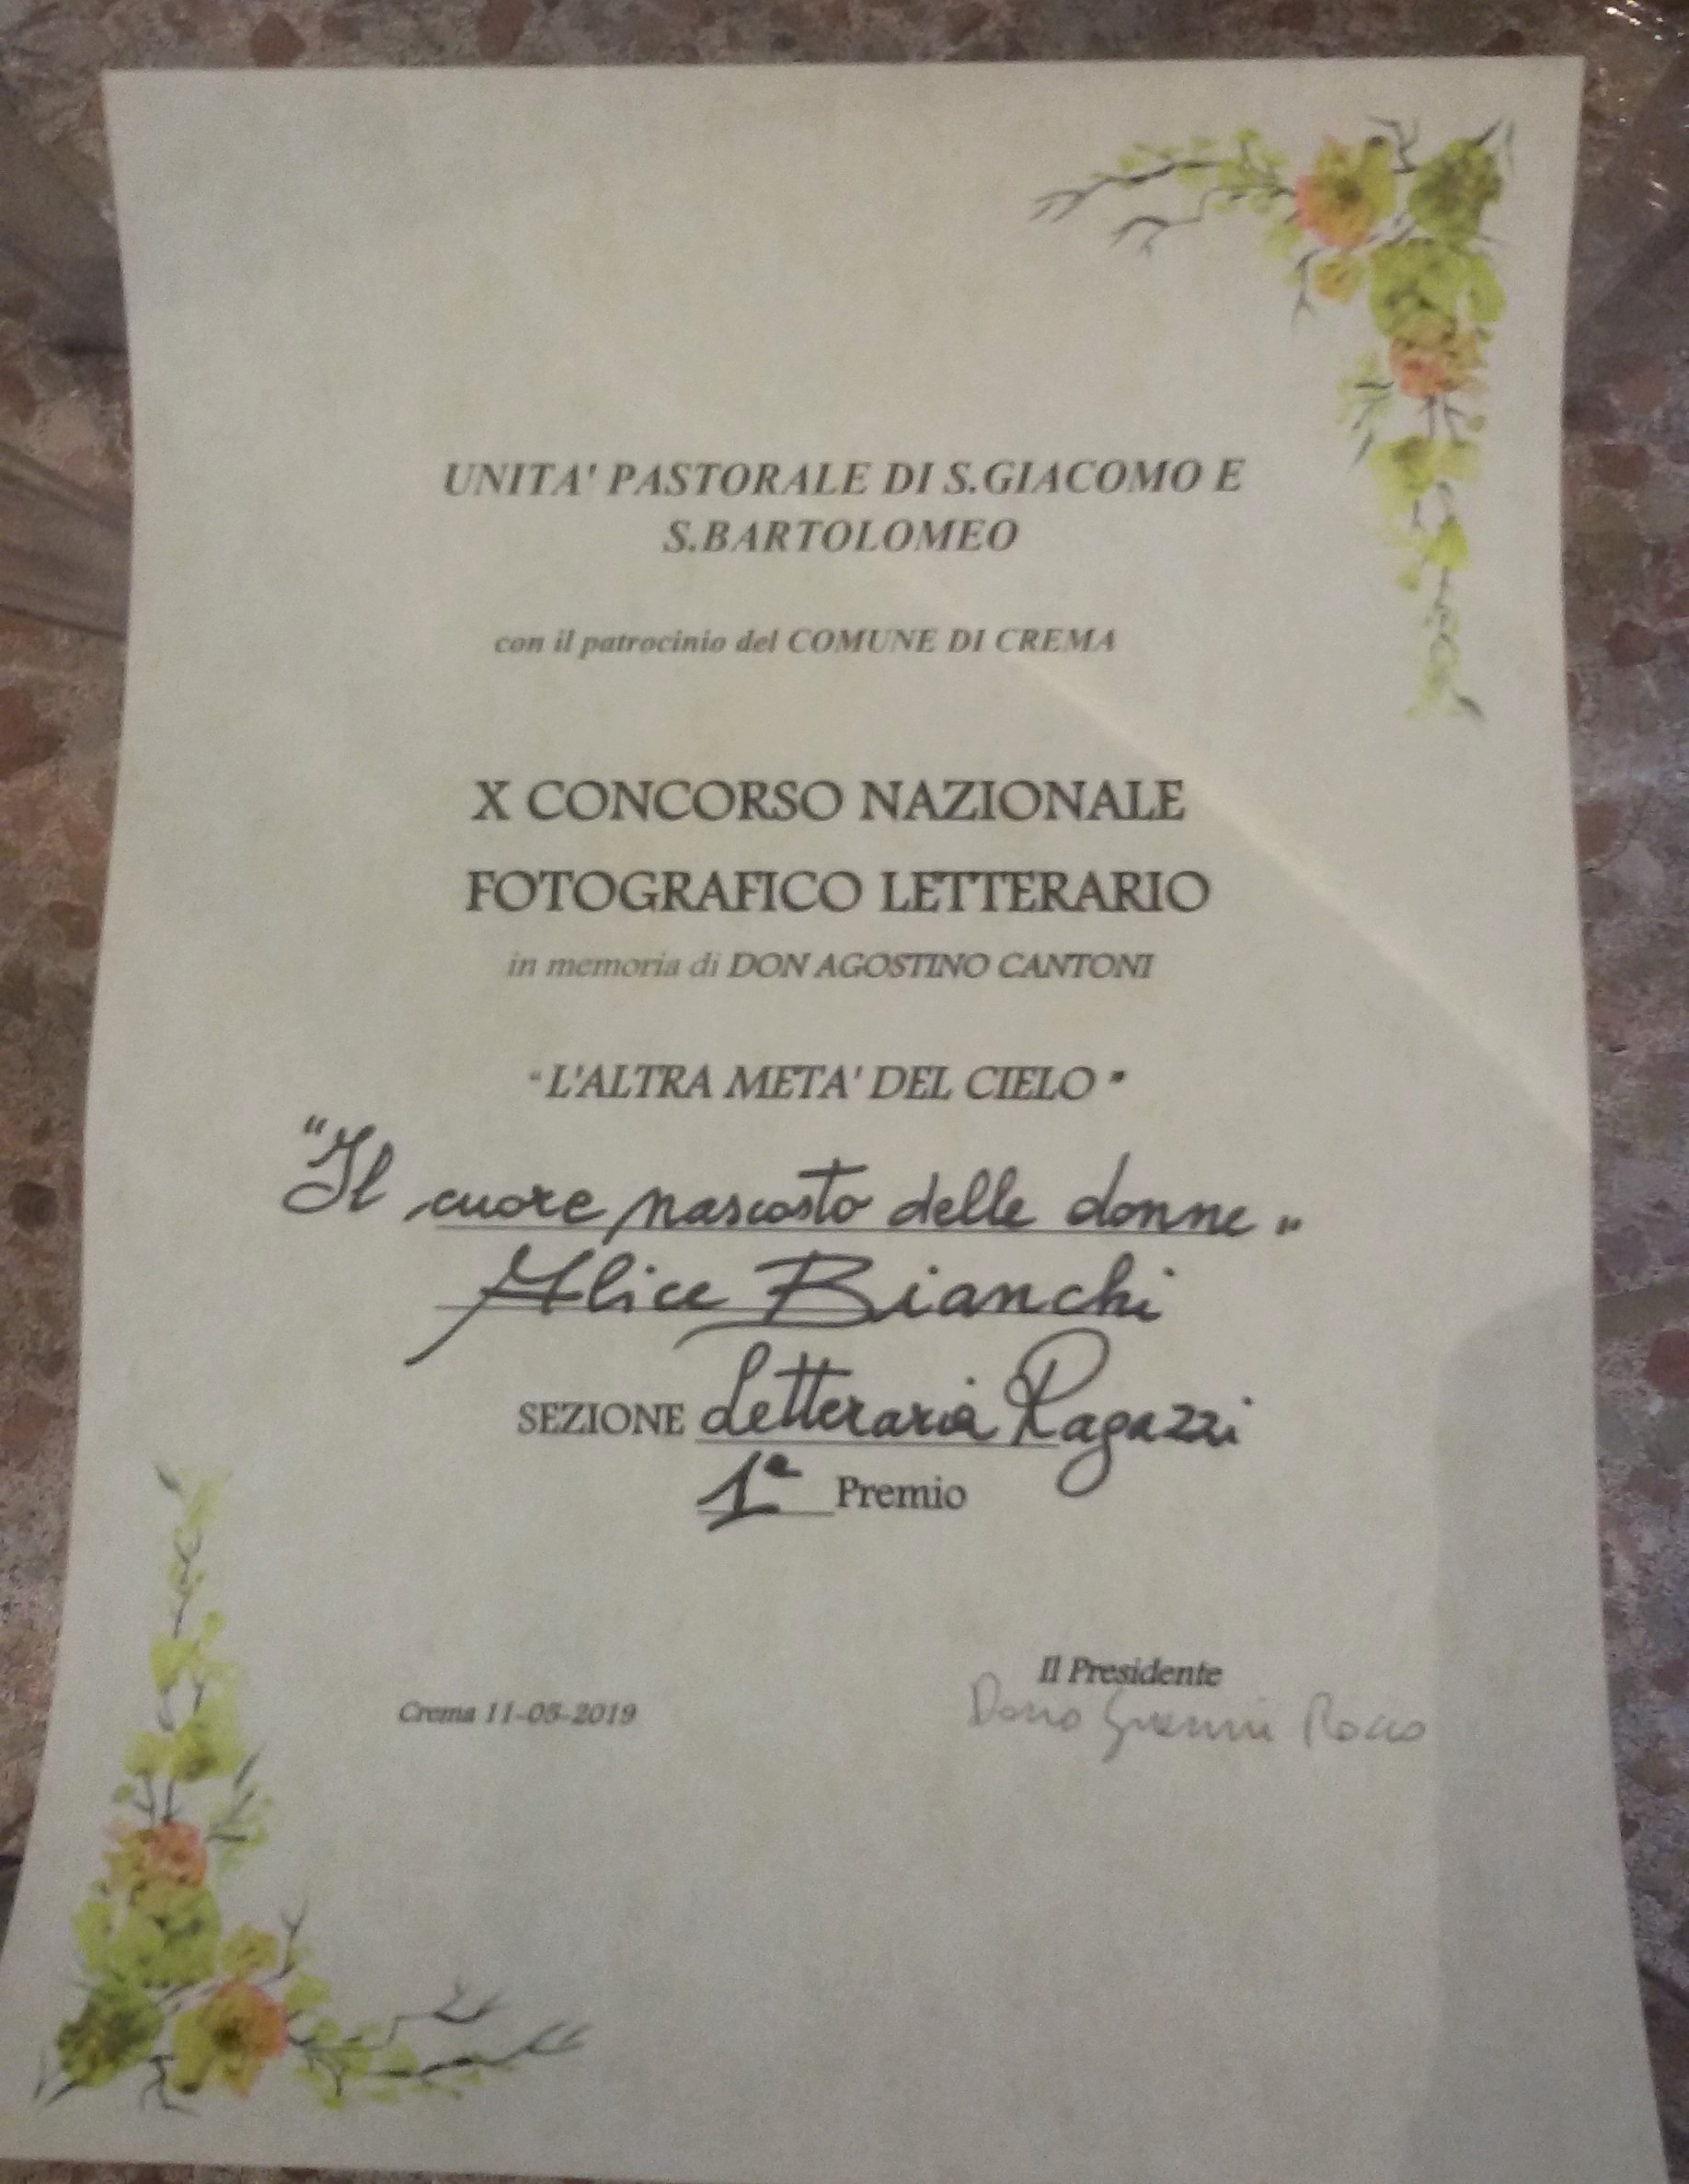 UNITA' PASTORALE DI S.GIACOMO E
S.BARTOLOMEO
con il patrocinio del COMUNE DI CREMA
X CONCORSO NAZIONALE
FOTOGRAFICO LETTERARIO
in memoria di DON AGOSTINO CANTONI
"L'ALTRA META' DEL CIELO"
"Il cuore nascosto delle donne"
Alice Bianchi
SEZIONE Letteraria Ragazzi
1° Premio
Il Presidente
Crema 11-05-2019
Rocco